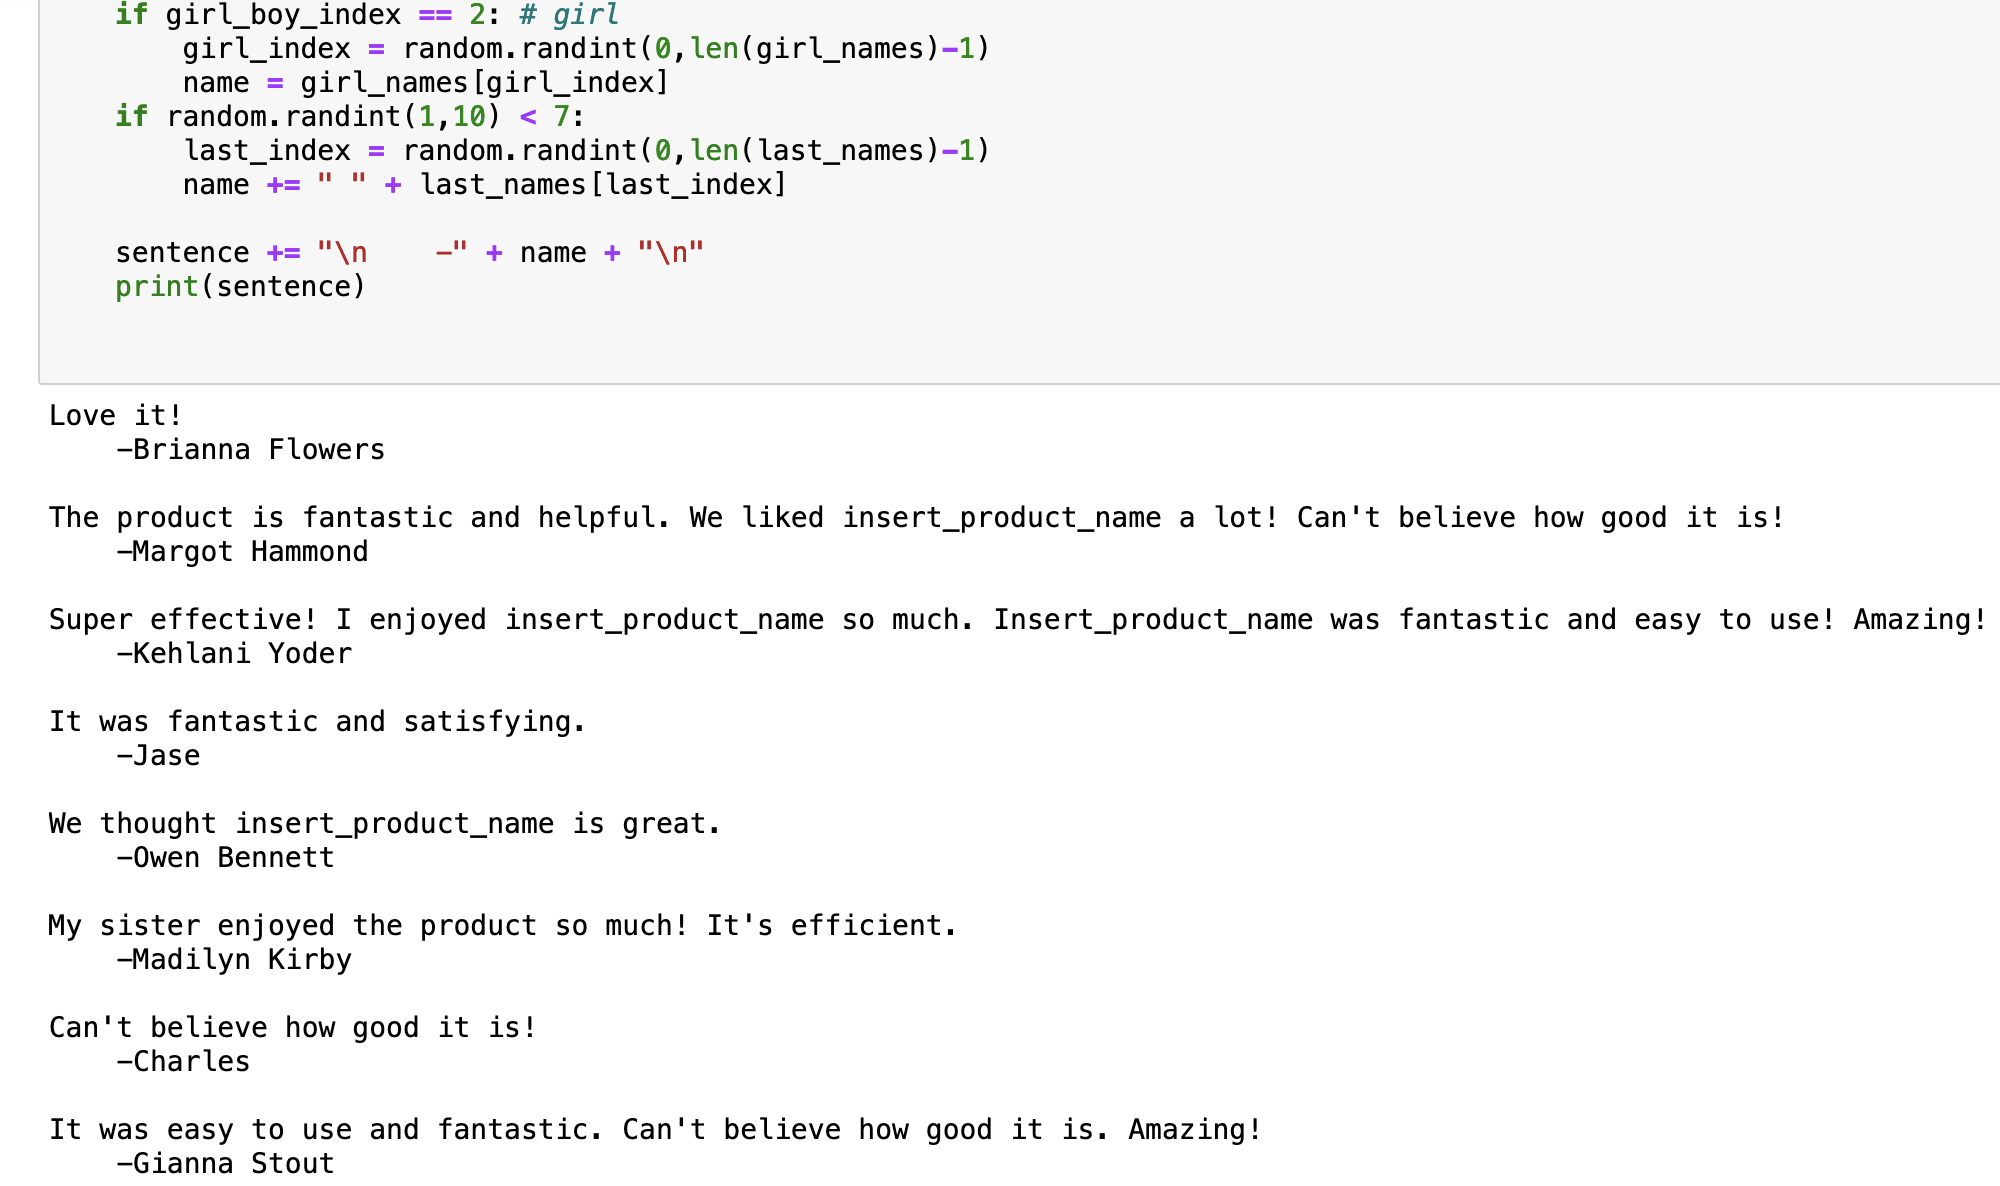 if girl_boy_index == 2: # girl
girl_index = random.randint(0,len(girl_names)-1)
name = girl_names[girl_index]
if random.randint(1,10) < 7:
last_index = random.randint(0,len(last_names)-1)
name += " " + last_names[last_index]
sentence += "\n    -" + name + "\n"
print(sentence)
Love it!
-Brianna Flowers
The product is fantastic and helpful. We liked insert_product_name a lot! Can't believe how good it is!
-Margot Hammond
Super effective! I enjoyed insert_product_name so much. Insert_product_name was fantastic and easy to use! Amazing!
-Kehlani Yoder
It was fantastic and satisfying.
-Jase
We thought insert_product_name is great.
-Owen Bennett
My sister enjoyed the product so much! It's efficient.
-Madilyn Kirby
Can't believe how good it is!
-Charles
It was easy to use and fantastic. Can't believe how good it is. Amazing!
-Gianna Stout